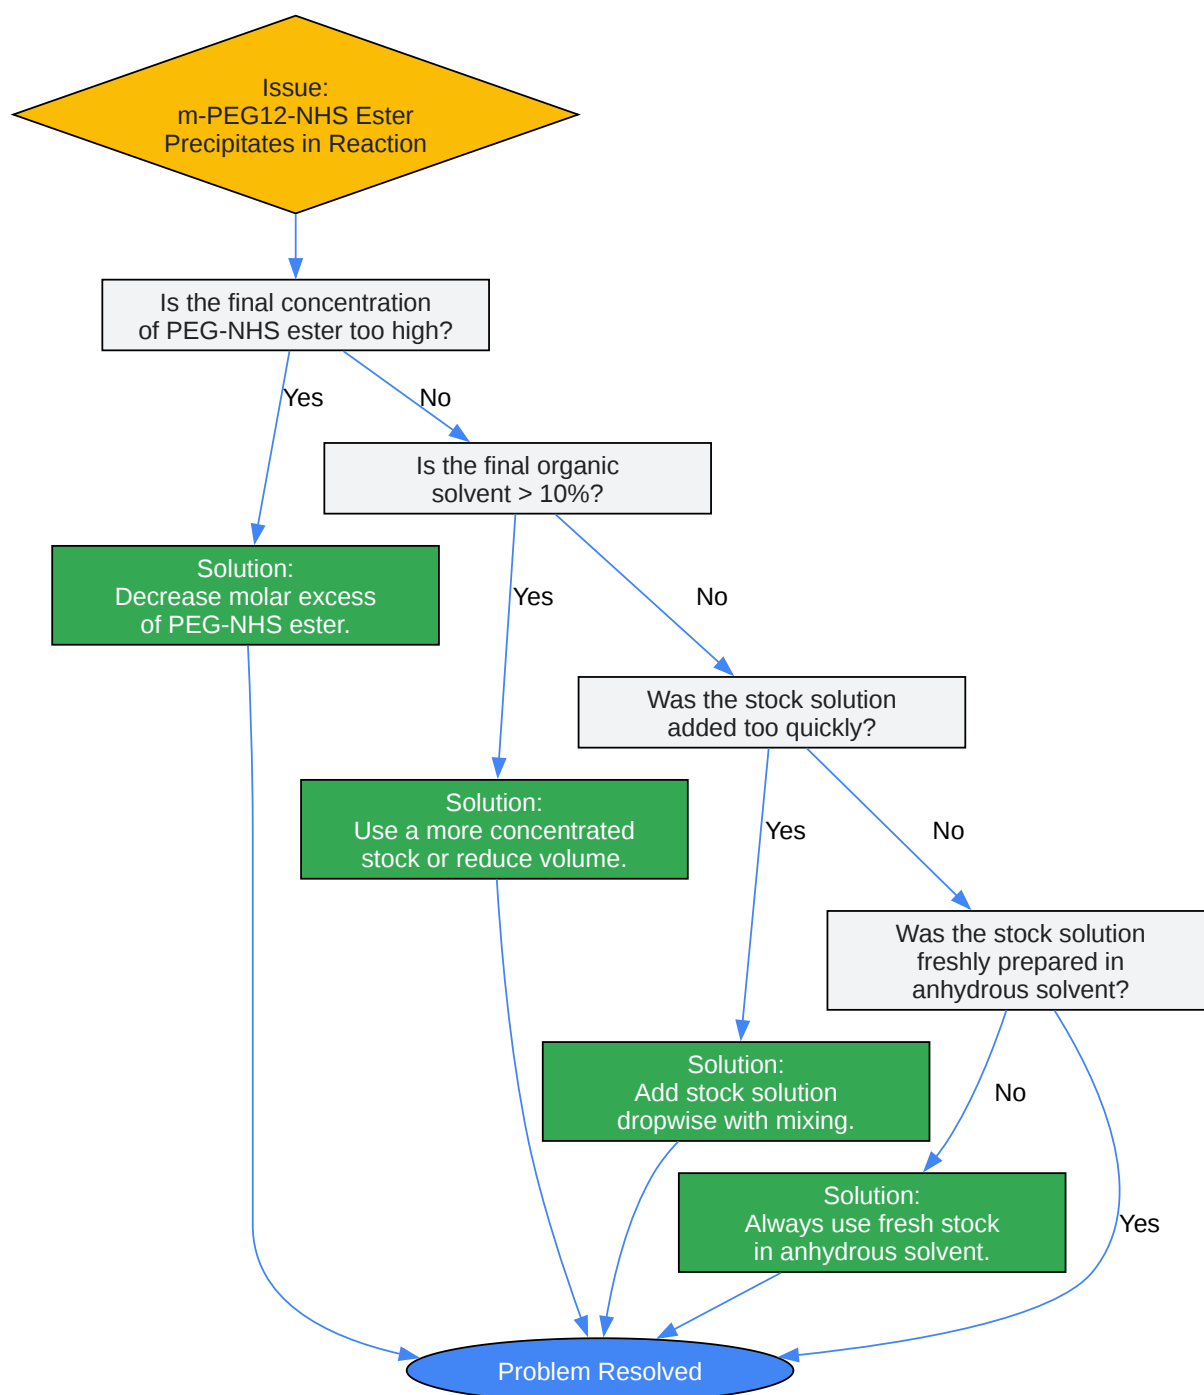 Issue:
m-PEG12-NHS Ester
Precipitates in Reaction
Is the final concentration
of PEG-NHS ester too high?
Yes
No
Is the final organic
solvent > 10%?
Solution:
Decrease molar excess
of PEG-NHS ester.
Yes
No
Was the stock solution
added too quickly?
Solution:
Use a more concentrated
stock or reduce volume.
Yes
No
Was the stock solution
freshly prepared in
anhydrous solvent?
Solution:
Add stock solution
dropwise with mixing.
No
Solution:
Always use fresh stock
in anhydrous solvent.
Yes
Problem Resolved